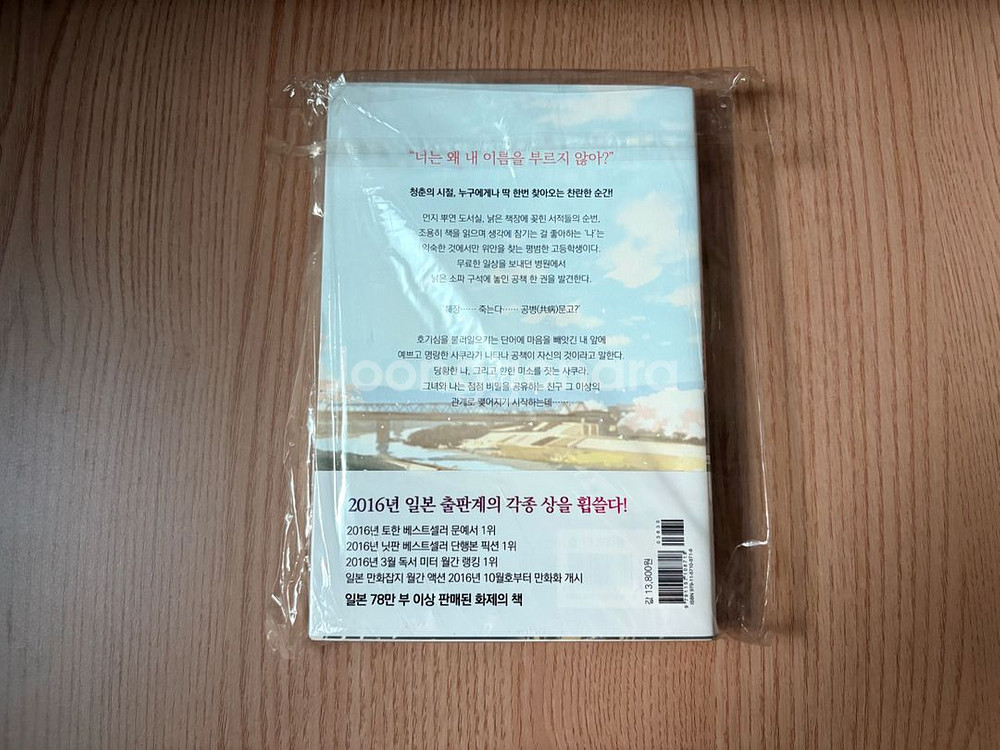 "너는 왜 내 이름을 부르지 않아?"
청춘의 시절, 누구에게나 딱 한번 찾아오는 찬란한 순간!
먼지 뿌연 도서실, 낡은 책장에 꽂힌 서적들의 순번,
조용히 책을 읽으며 생각에 잠기는 걸 좋아하는 '나'는
익숙한 것에서만 위안을 찾는 평범한 고등학생이다.
무료한 일상을 보내던 병원에서
낡은 소파 구석에 놓인 공책 한 권을 발견한다.
췌장…… 죽는다…… 공병(共病)문고?'
호기심을 불러일으키는 단어에 마음을 빼앗긴 내 앞에
예쁘고 명랑한 사쿠라가 나타나 공책이 자신의 것이라고 말한다.
당황한 나, 그리고 환한 미소를 짓는 사쿠라.
그녀와 나는 점점 비밀을 공유하는 친구 그 이상의
관계로 맺어지기 시작하는데……
2016년 일본 출판계의 각종 상을 휩쓸다!
2016년 토한 베스트셀러 문예서 1위
2016년 닛판 베스트셀러 단행본 픽션 1위
2016년 3월 독서 미터 월간 랭킹 1위
일본 만화잡지 월간 액션 2016년 10월호부터 만화화 개시
일본 78만 부 이상 판매된 화제의 책
값 13,800원
03830
ISBN 979-11-5710-871-8